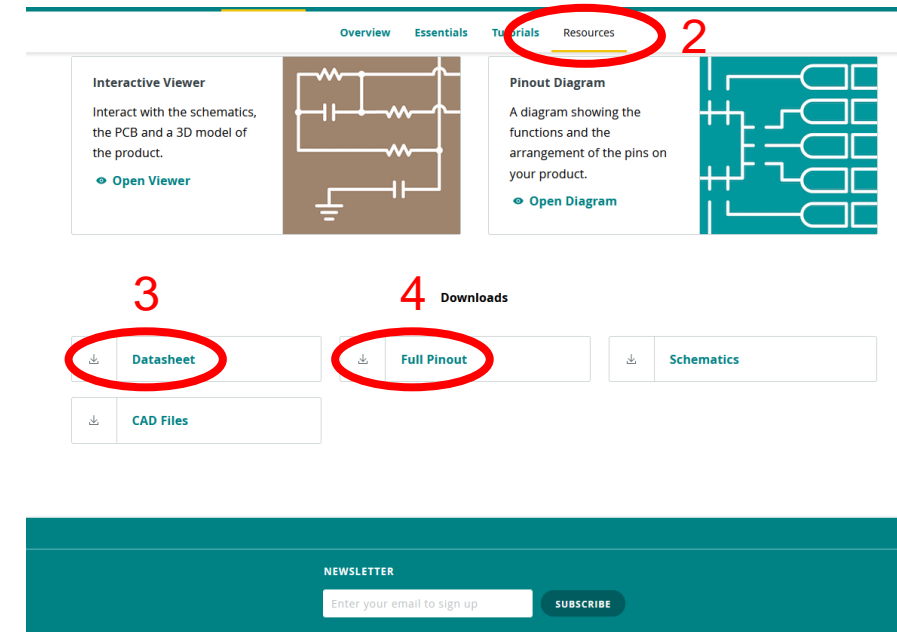 Overview Essentials Tutorials Resources 2
Interactive Viewer
Interact with the schematics,
the PCB and a 3D model of
the product.
Open Viewer
Pinout Diagram
A diagram showing the
functions and the
arrangement of the pins on
your product.
Open Diagram
3 4 Downloads
Datasheet Full Pinout Schematics
CAD Files
NEWSLETTER
Enter your email to sign up SUBSCRIBE